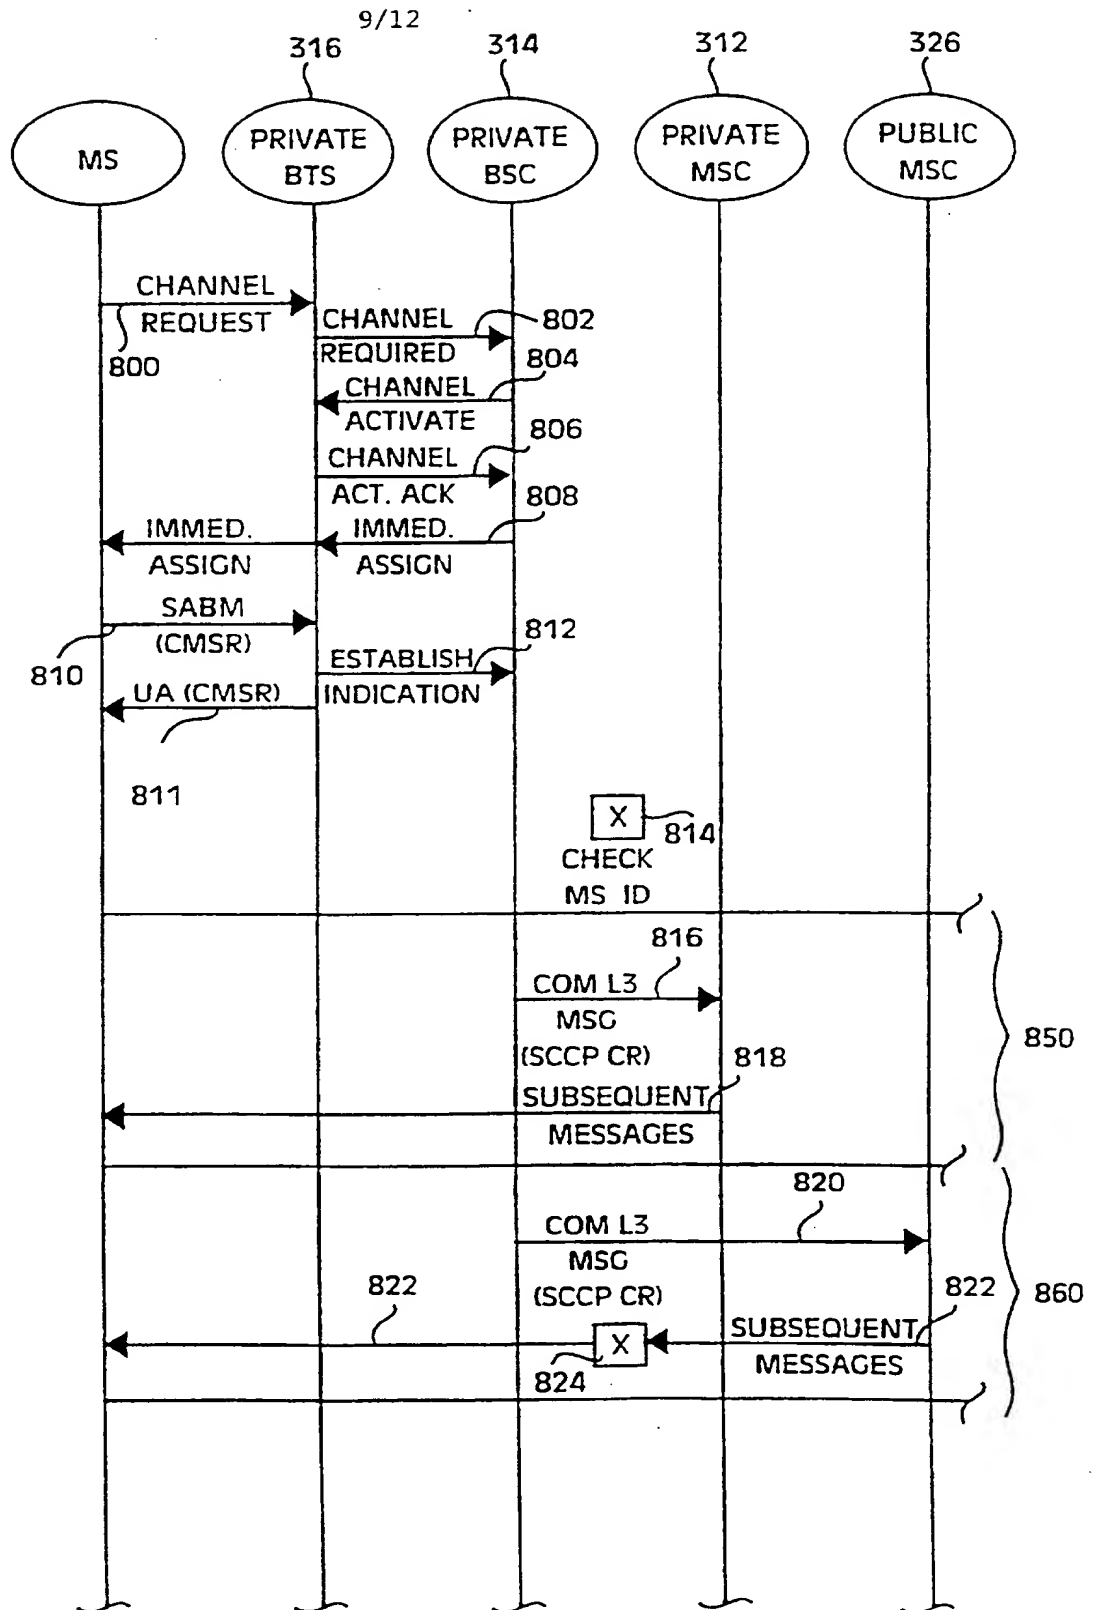 9/12
316
314
312
326
MS
PRIVATE
BTS
PRIVATE
BSC
PRIVATE
MSC
PUBLIC
MSC
CHANNEL
REQUEST
800
CHANNEL
REQUIRED
802
804
CHANNEL
ACTIVATE
806
CHANNEL
ACT. ACK
808
IMMED.
ASSIGN
IMMED.
ASSIGN
SABM
(CMSR)
810
812
ESTABLISH
INDICATION
UA (CMSR)
811
X
814
CHECK
MS ID
816
COM L3
MSG
(SCCP CR)
850
818
SUBSEQUENT
MESSAGES
820
COM L3
MSG
(SCCP CR)
822
822
860
SUBSEQUENT
MESSAGES
X
824